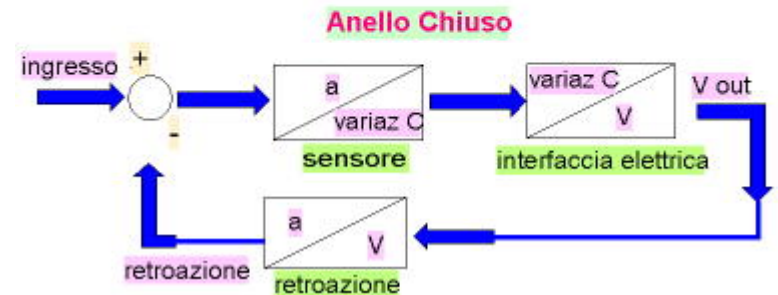 Anello Chiuso
ingresso
+
-
a
variaz C
sensore
variaz C
V
interfaccia elettrica
V out
a
V
retroazione
retroazione